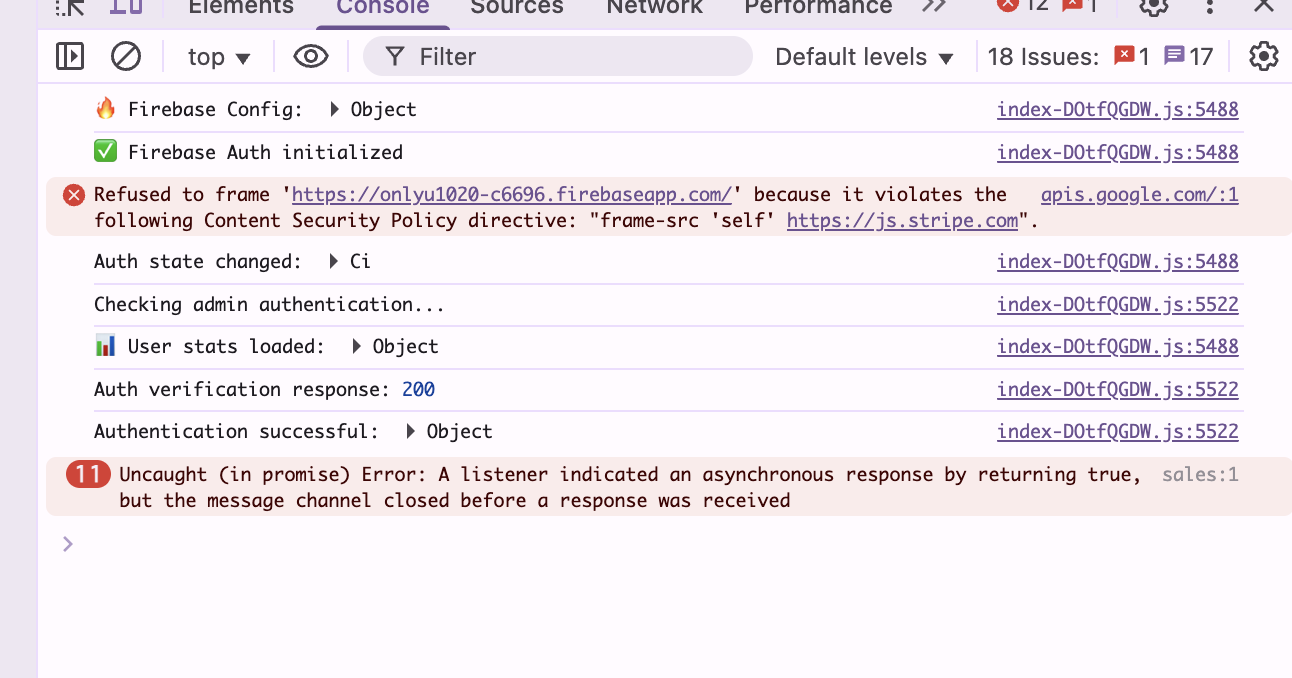 Elements Console Sources Network Performance 12 1
top Filter Default levels 18 Issues: 1 17
Firebase Config: Object index-DOtfQGDW.js:5488
Firebase Auth initialized index-DOtfQGDW.js:5488
Refused to frame 'https://onlyu1020-c6696.firebaseapp.com/' because it violates the apis.google.com/:1
following Content Security Policy directive: "frame-src 'self' https://js.stripe.com".
Auth state changed: Ci index-DOtfQGDW.js:5488
Checking admin authentication... index-DOtfQGDW.js:5522
User stats loaded: Object index-DOtfQGDW.js:5488
Auth verification response: 200 index-DOtfQGDW.js:5522
Authentication successful: Object index-DOtfQGDW.js:5522
11 Uncaught (in promise) Error: A listener indicated an asynchronous response by returning true, sales:1
but the message channel closed before a response was received